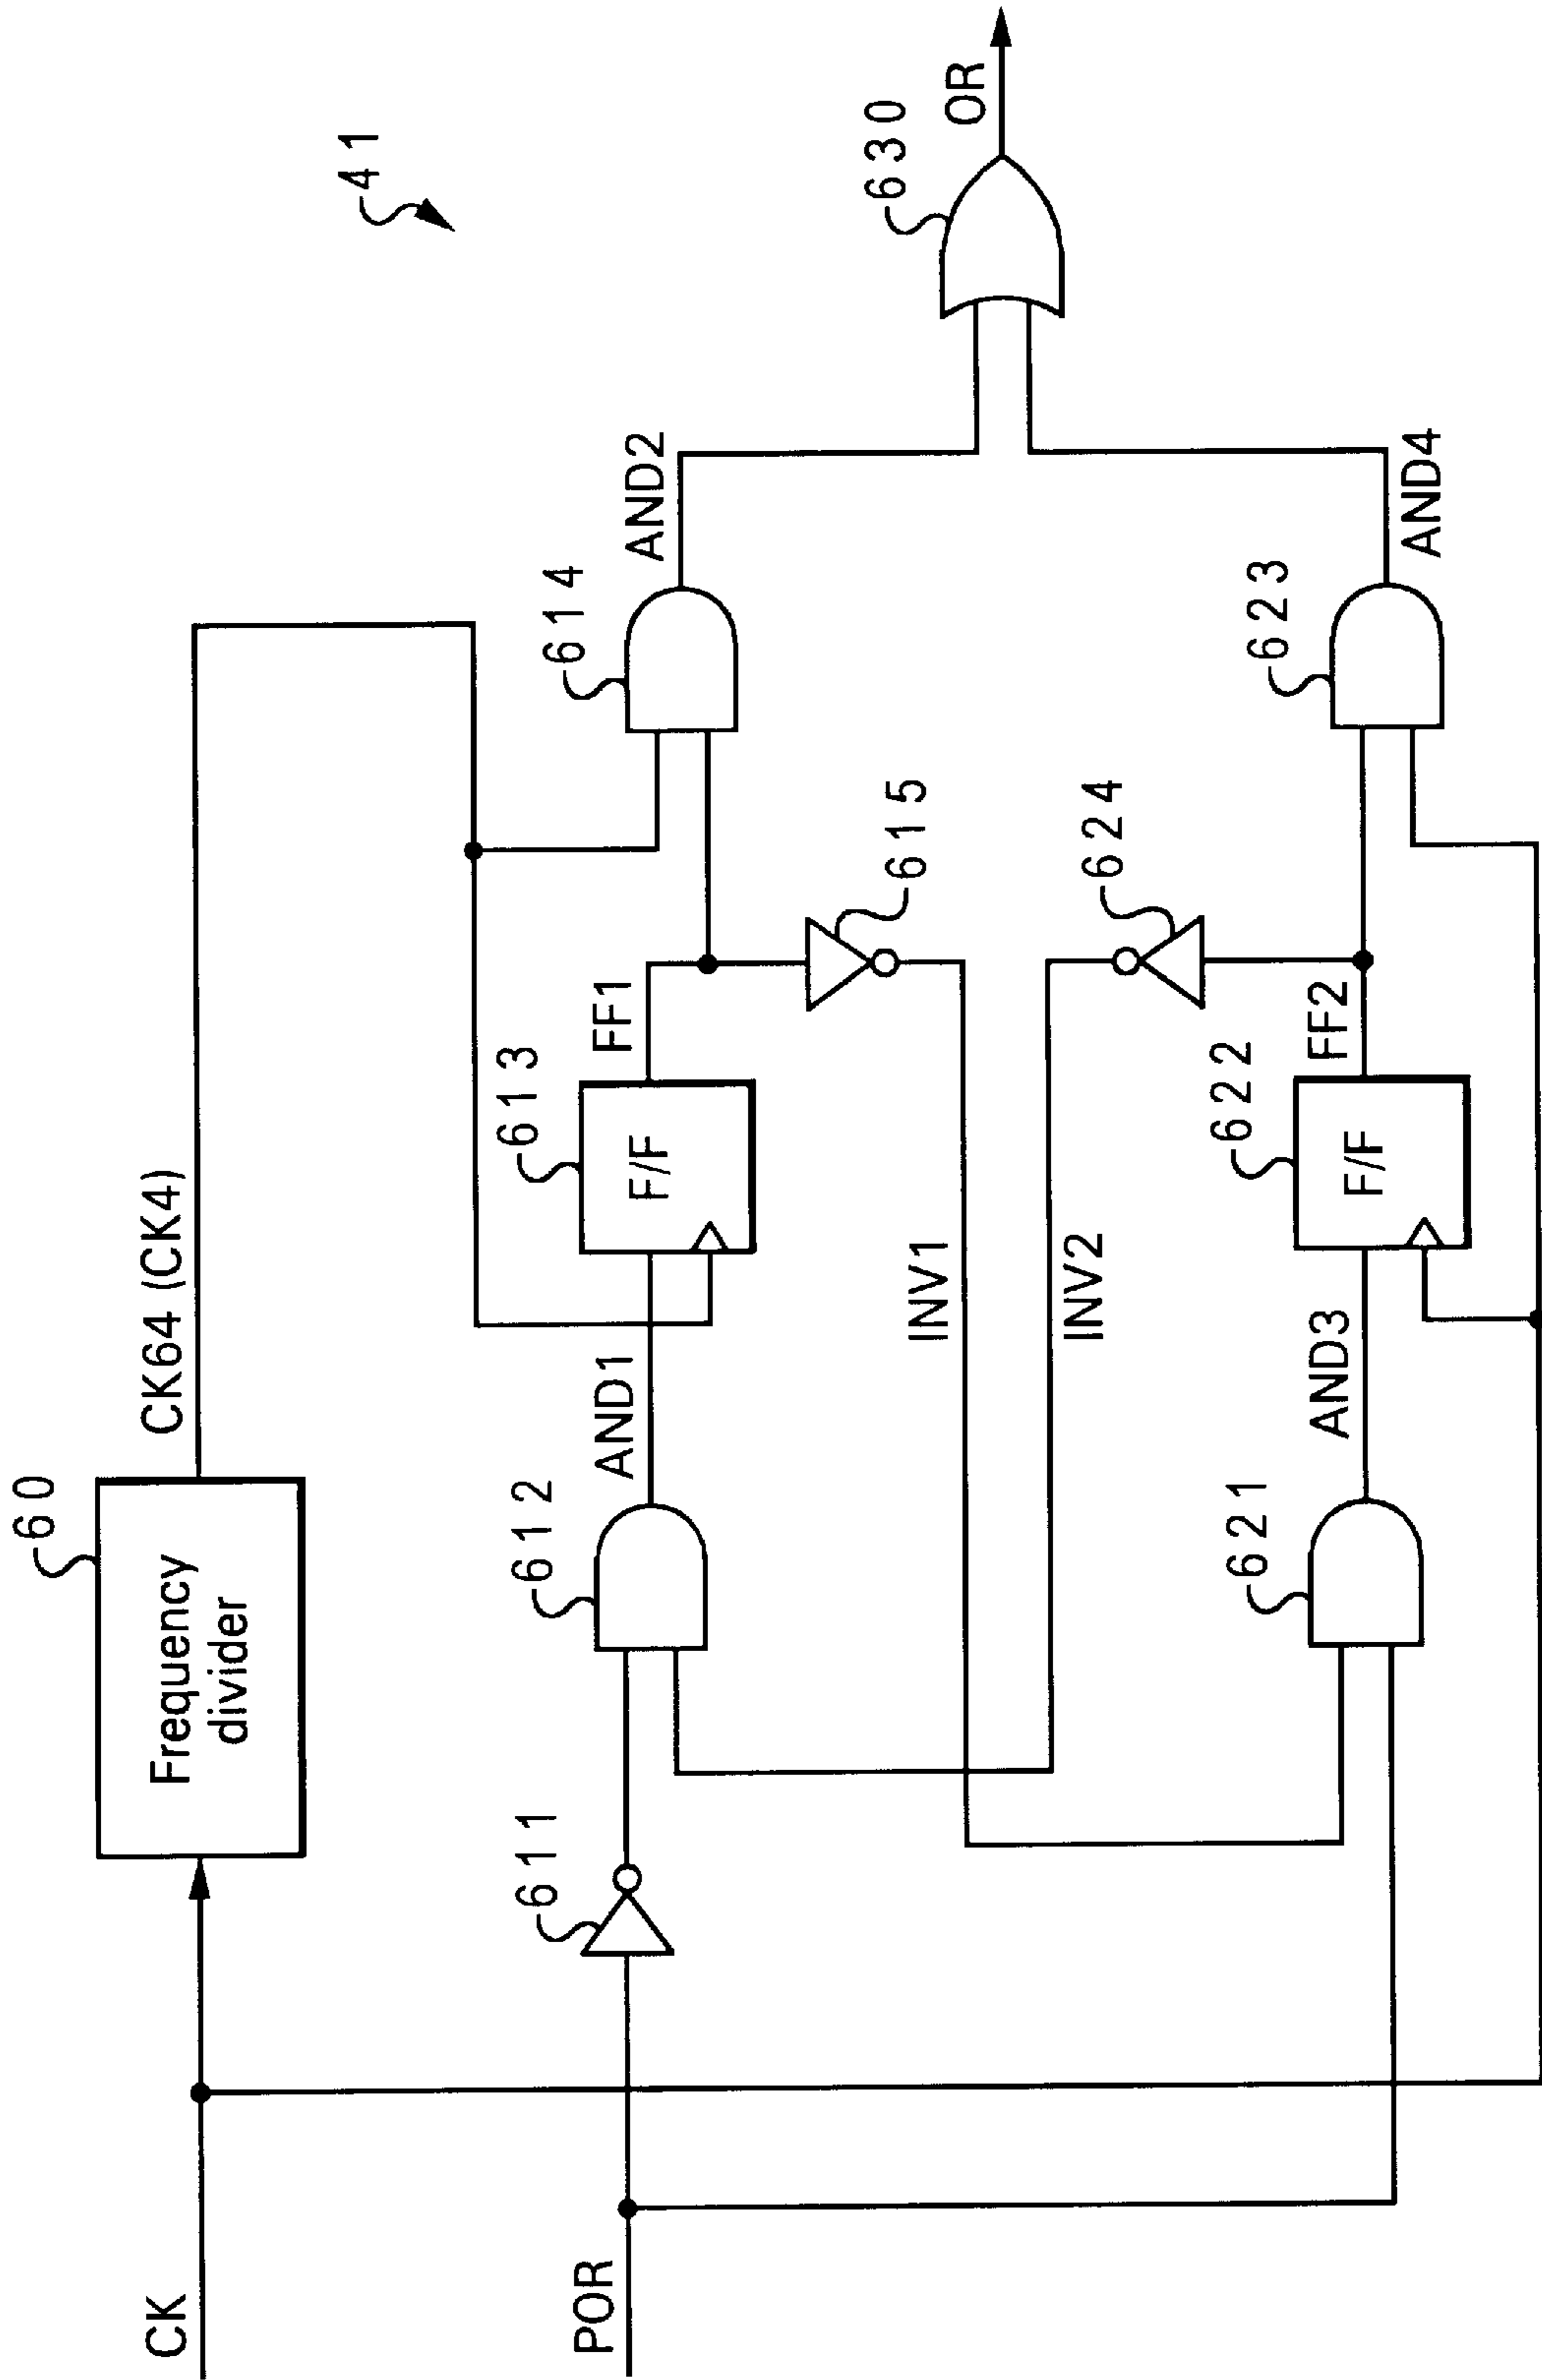 41
60
Frequency
divider
CK64 (CK4)
CK
POR
611
612
AND1
613
F/F
FF1
614
AND2
615
INV1
INV2
624
621
AND3
622
F/F
FF2
623
AND4
630
OR